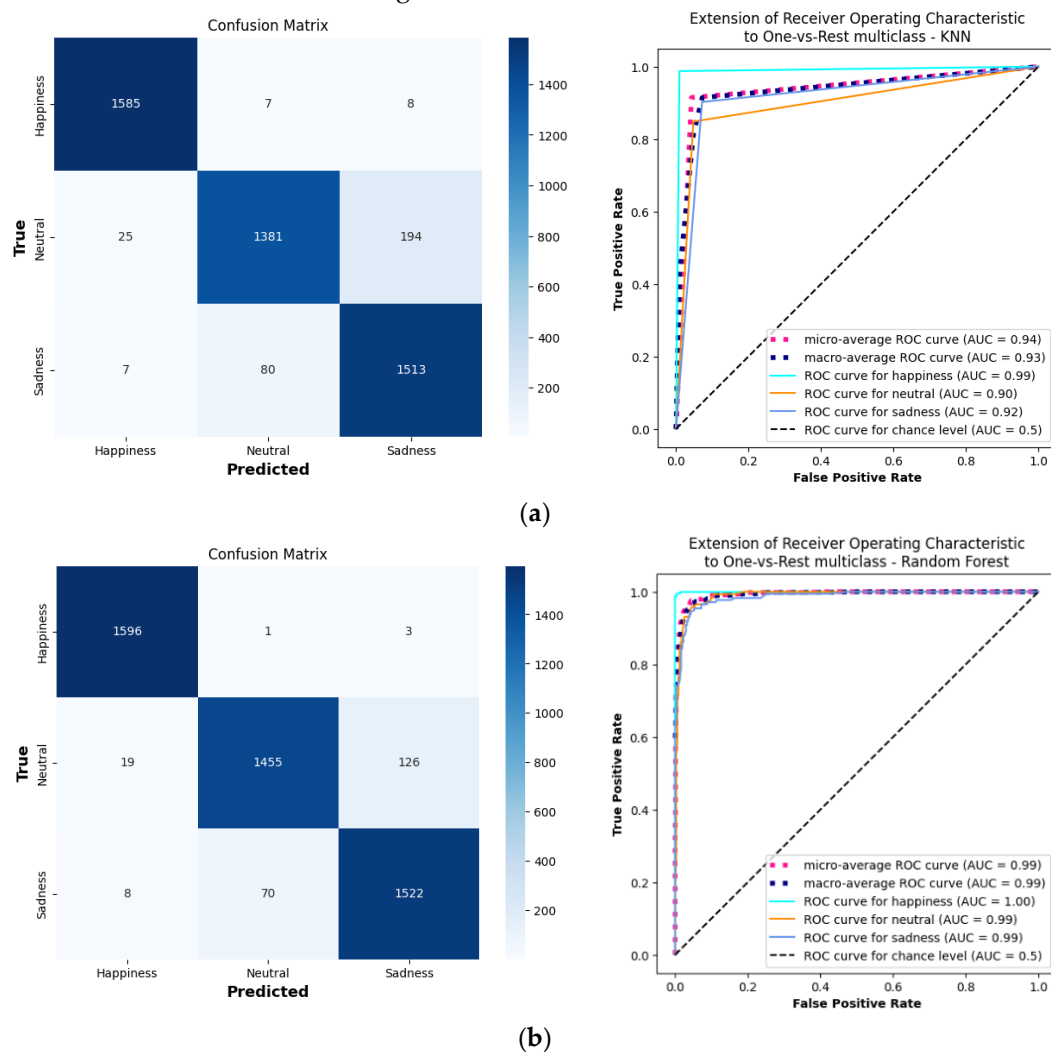 Confusion Matrix
Happiness
Neutral
Sadness
True
1585 7 8
25 1381 194
7 80 1513
Happiness Neutral Sadness
Predicted
1400
1200
1000
800
600
400
200
Extension of Receiver Operating Characteristic
to One-vs-Rest multiclass - KNN
True Positive Rate
1.0
0.8
0.6
0.4
0.2
0.0
micro-average ROC curve (AUC = 0.94)
macro-average ROC curve (AUC = 0.93)
ROC curve for happiness (AUC = 0.99)
ROC curve for neutral (AUC = 0.90)
ROC curve for sadness (AUC = 0.92)
ROC curve for chance level (AUC = 0.5)
0.0 0.2 0.4 0.6 0.8 1.0
False Positive Rate
(a)
Confusion Matrix
Happiness
Neutral
Sadness
True
1596 1 3
19 1455 126
8 70 1522
Happiness Neutral Sadness
Predicted
1400
1200
1000
800
600
400
200
Extension of Receiver Operating Characteristic
to One-vs-Rest multiclass - Random Forest
True Positive Rate
1.0
0.8
0.6
0.4
0.2
0.0
micro-average ROC curve (AUC = 0.99)
macro-average ROC curve (AUC = 0.99)
ROC curve for happiness (AUC = 1.00)
ROC curve for neutral (AUC = 0.99)
ROC curve for sadness (AUC = 0.99)
ROC curve for chance level (AUC = 0.5)
0.0 0.2 0.4 0.6 0.8 1.0
False Positive Rate
(b)